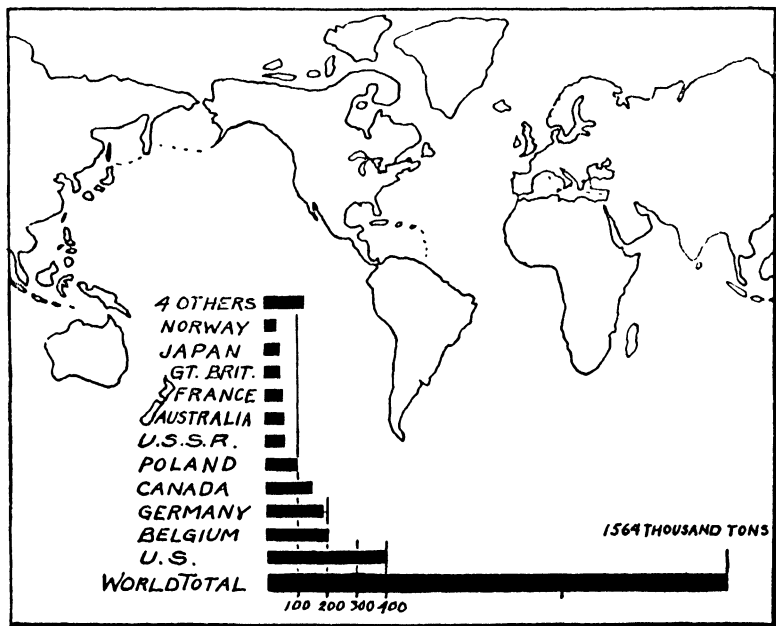 4 OTHERS
NORWAY
JAPAN
GT. BRIT.
FRANCE
AUSTRALIA
U.S.S.R.
POLAND
CANADA
GERMANY
BELGIUM
1564 THOUSAND TONS
U.S.
WORLD TOTAL
100 200 300 400